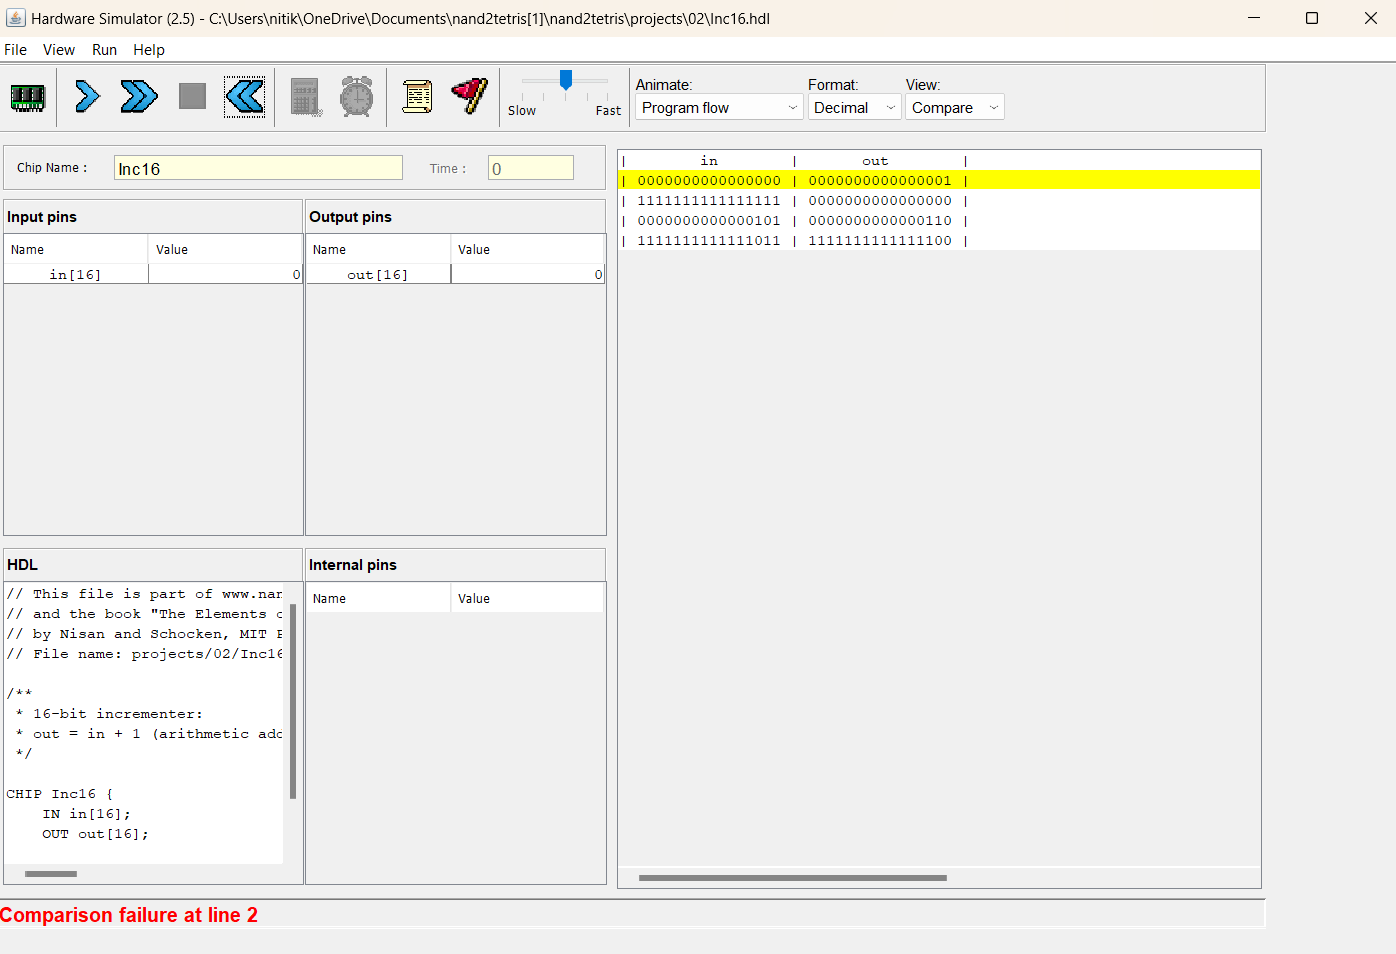 Hardware Simulator (2.5) - C:\Users\nitik\OneDrive\Documents\nand2tetris[1]\nand2tetris\projects\02\Inc16.hdl
File View Run Help
Slow Fast
Animate: Format: View:
Program flow Decimal Compare
Chip Name : Inc16 Time : 0
Input pins Output pins
Name Value Name Value
in[16] 0 out[16] 0
| in | out |
| 0000000000000000 | 0000000000000001 |
| 1111111111111111 | 0000000000000000 |
| 0000000000000101 | 0000000000000110 |
| 1111111111111011 | 1111111111111100 |
HDL
// This file is part of www.nan
// and the book "The Elements o
// by Nisan and Schocken, MIT P
// File name: projects/02/Inc16
/**
* 16-bit incrementer:
* out = in + 1 (arithmetic add
*/
CHIP Inc16 {
IN in[16];
OUT out[16];
Internal pins
Name Value
Comparison failure at line 2